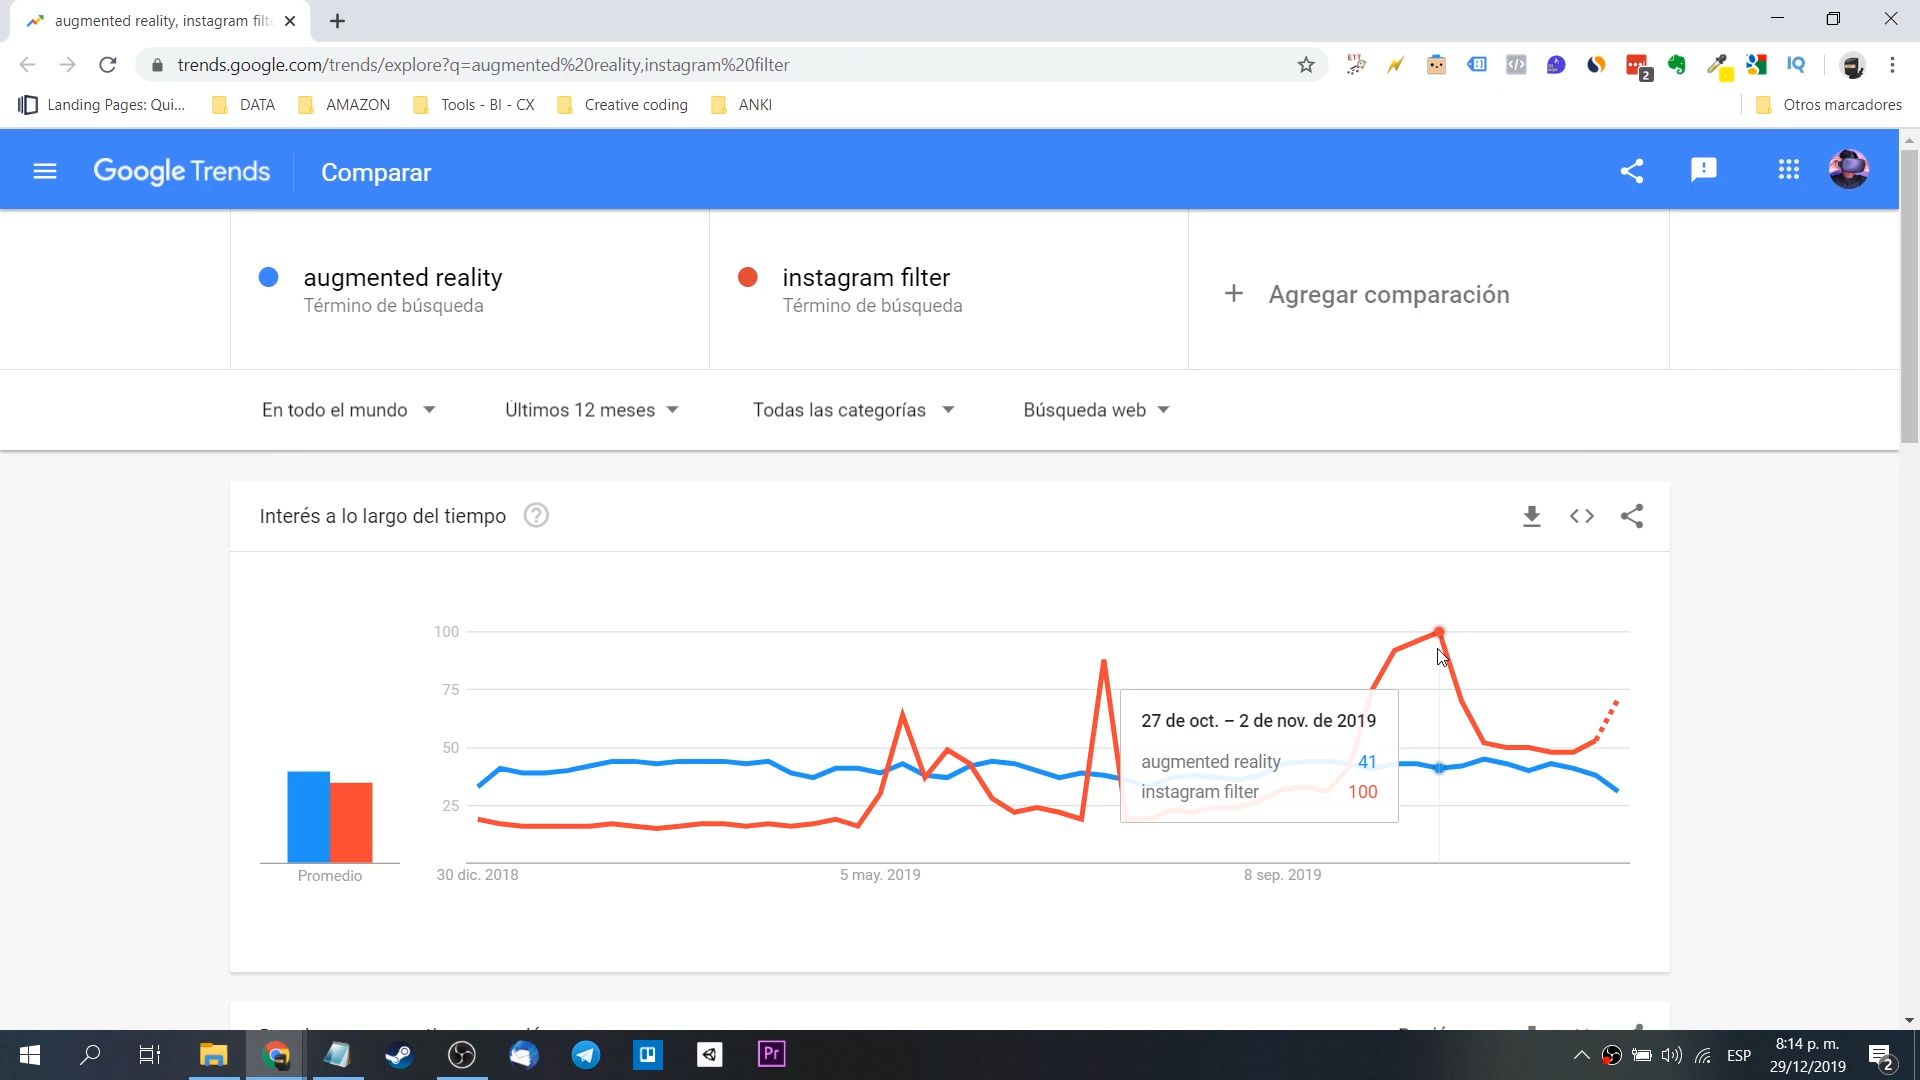 augmented reality, instagram filt
trends.google.com/trends/explore?q=augmented%20reality,instagram%20filter
2
IQ
Landing Pages: Qui...
DATA
AMAZON
Tools - BI - CX
Creative coding
ANKI
Otros marcadores
Google Trends
Comparar
augmented reality
Término de búsqueda
instagram filter
Término de búsqueda
+ Agregar comparación
En todo el mundo
Últimos 12 meses
Todas las categorías
Búsqueda web
Interés a lo largo del tiempo
100
75
50
25
27 de oct. – 2 de nov. de 2019
augmented reality 41
instagram filter 100
Promedio
30 dic. 2018
5 may. 2019
8 sep. 2019
Pr
ESP
8:14 p. m.
29/12/2019
2